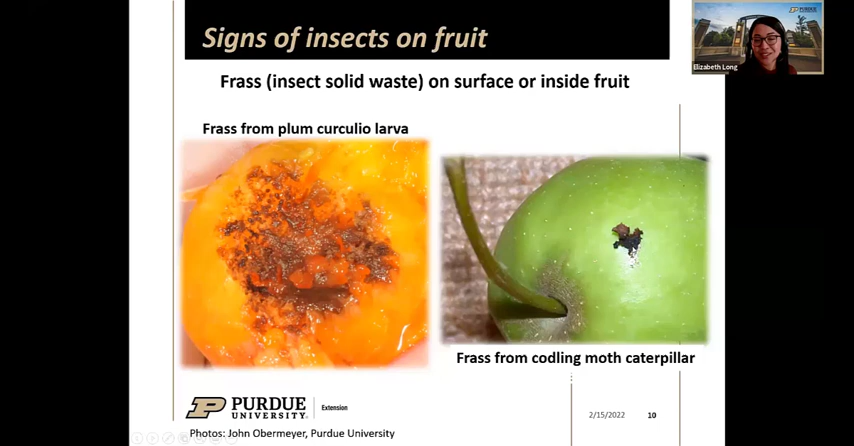 Signs of insects on fruit
Frass (insect solid waste) on surface or inside fruit
Frass from plum curculio larva
Frass from codling moth caterpillar
PURDUE
UNIVERSITY
Extension
2/15/2022
10
Photos: John Obermeyer, Purdue University
PURDUE
Elizabeth Long